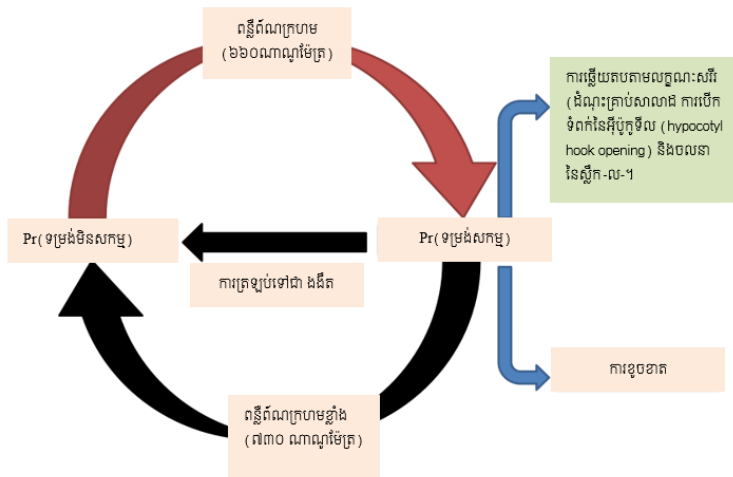 ពន្លឺព័ណក្រហម
(៦៦០ណាណូម៉ែត្រ)
ការឆ្លើយតបតាមលក្ខណៈសរីរ
(ដំណុះគ្រាប់សាលាដ ការបើក
ទំពក់នៃអ៊ីប៉ូកូទីល (hypocotyl
hook opening) និងចលនា
នៃស្លឹក-ល-។
Pr(ទម្រង់មិនសកម្ម)
Pr(ទម្រង់សកម្ម)
ការត្រឡប់ទៅជា ងងឹត
ការខូចខាត
ពន្លឺព័ណក្រហមខ្លាំង
(៧៣០ ណាណូម៉ែត្រ)